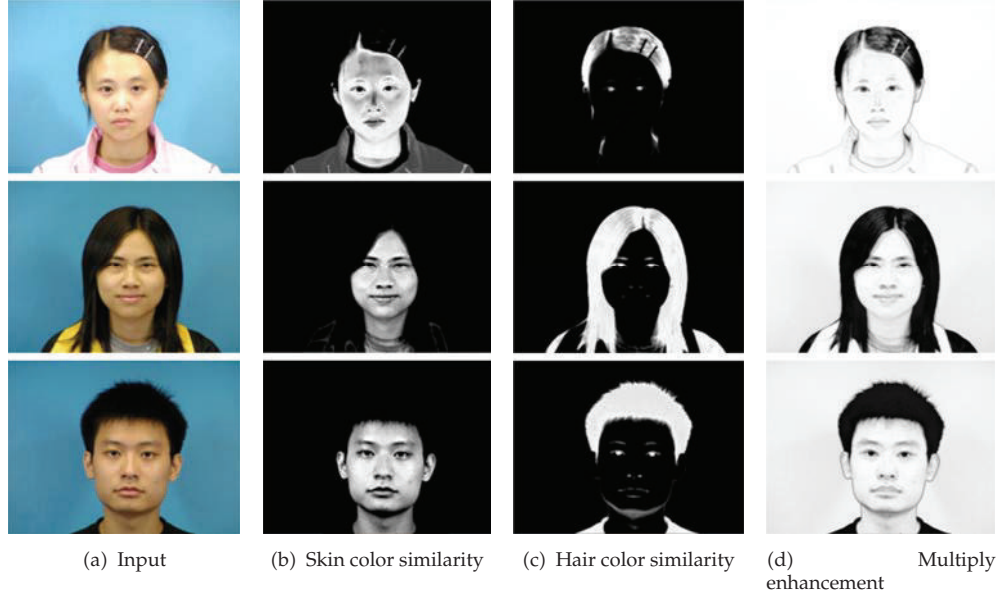 (a) Input
(b) Skin color similarity
(c) Hair color similarity
(d) Multiply
enhancement